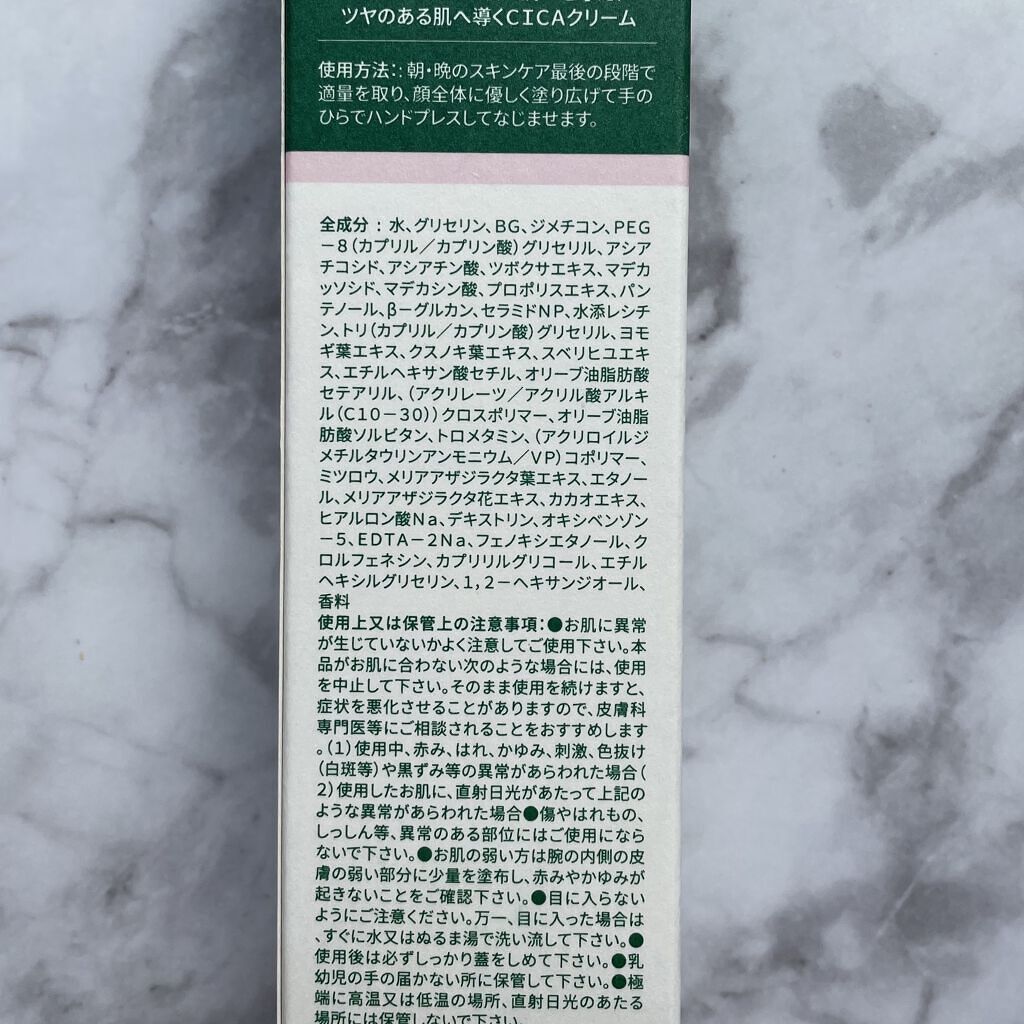 ツヤのある肌へ導くCICAクリーム
使用方法:：朝・晩のスキンケア最後の段階で
適量を取り、顔全体に優しく塗り広げて手の
ひらでハンドプレスしてなじませます。
全成分：水、グリセリン、BG、ジメチコン、PEG
－8（カプリル／カプリン酸）グリセリル、アシア
チコシド、アシアチン酸、ツボクサエキス、マデカ
ッソシド、マデカシン酸、プロポリスエキス、パン
テノール、β－グルカン、セラミドNP、水添レシチ
ン、トリ（カプリル／カプリン酸）グリセリル、ヨモ
ギ葉エキス、クスノキ葉エキス、スベリヒユエキ
ス、エチルヘキサン酸セチル、オリーブ油脂肪酸
セテアリル、（アクリレーツ／アクリル酸アルキ
ル（C10－30））クロスポリマー、オリーブ油脂
肪酸ソルビタン、トロメタミン、（アクリロイルジ
メチルタウリンアンモニウム／VP）コポリマー、
ミツロウ、メリアアザジラクタ葉エキス、エタノー
ル、メリアアザジラクタ花エキス、カカオエキス、
ヒアルロン酸Na、デキストリン、オキシベンゾン
－5、EDTA－2Na、フェノキシエタノール、ク
ロルフェネシン、カプリリルグリコール、エチル
ヘキシルグリセリン、1，2－ヘキサンジオール、
香料
使用上又は保管上の注意事項：●お肌に異常
が生じていないかよく注意してご使用下さい。本
品がお肌に合わない次のような場合には、使用
を中止して下さい。そのまま使用を続けますと、
症状を悪化させることがありますので、皮膚科
専門医等にご相談されることをおすすめします
。（1）使用中、赤み、はれ、かゆみ、刺激、色抜け
（白斑等）や黒ずみ等の異常があらわれた場合（
2）使用したお肌に、直射日光があたって上記の
ような異常があらわれた場合●傷やはれもの、
しっしん等、異常のある部位にはご使用になら
ないで下さい。●お肌の弱い方は腕の内側の皮
膚の弱い部分に少量を塗布し、赤みやかゆみが
起きないことをご確認下さい。●目に入らない
ようにご注意ください。万一、目に入った場合は
、すぐに水又はぬるま湯で洗い流して下さい。●
使用後は必ずしっかり蓋をしめて下さい。●乳
幼児の手の届かない所に保管して下さい。●極
端に高温又は低温の場所、直射日光のあたる
場所には保管しないで下さい。